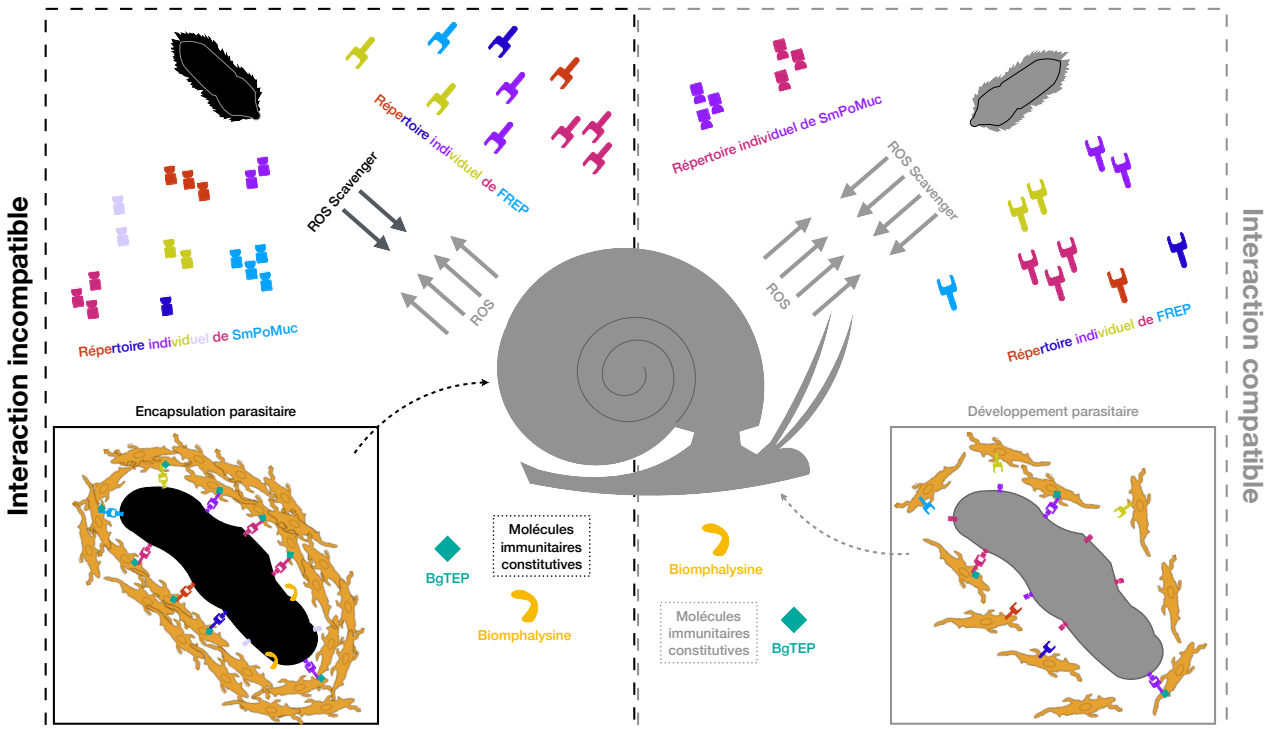 Interaction incompatible
Répertoire individuel de FREP
ROS Scavenger
ROS
Répertoire individuel de SmPoMuc
Encapsulation parasitaire
Molécules
immunitaires
constitutives
BgTEP
Biomphalysine
Répertoire individuel de SmPoMuc
ROS Scavenger
ROS
Répertoire individuel de FREP
Interaction compatible
Développement parasitaire
Biomphalysine
Molécules
immunitaires
constitutives
BgTEP